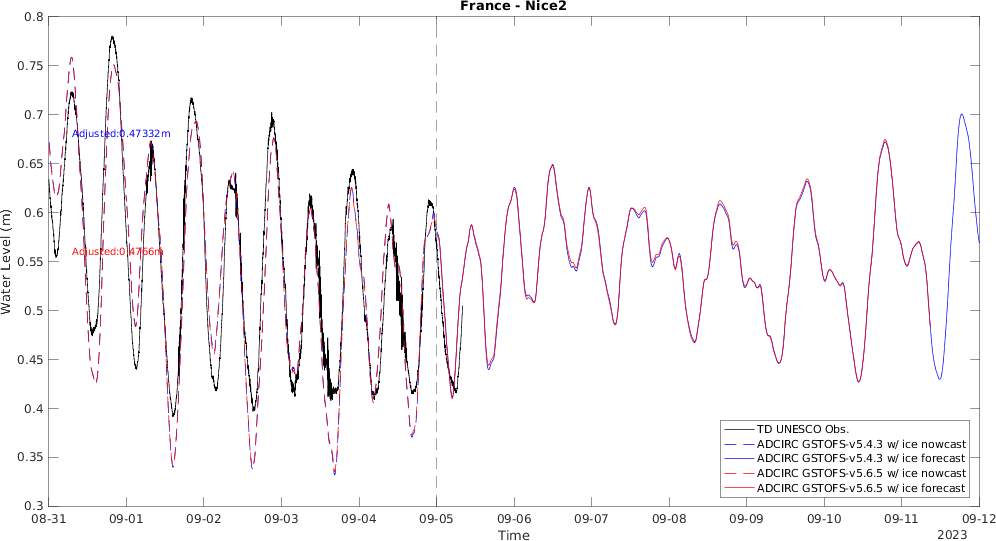 France - Nice2
Water Level (m)
0.8
0.75
0.7
0.65
0.6
0.55
0.5
0.45
0.4
0.35
0.3
Adjusted:0.47332m
Adjusted:0.4766m
TD UNESCO Obs.
ADCIRC GSTOFS-v5.4.3 w/ ice nowcast
ADCIRC GSTOFS-v5.4.3 w/ ice forecast
ADCIRC GSTOFS-v5.6.5 w/ ice nowcast
ADCIRC GSTOFS-v5.6.5 w/ ice forecast
08-31 09-01 09-02 09-03 09-04 09-05 09-06 09-07 09-08 09-09 09-10 09-11 09-12
Time
2023